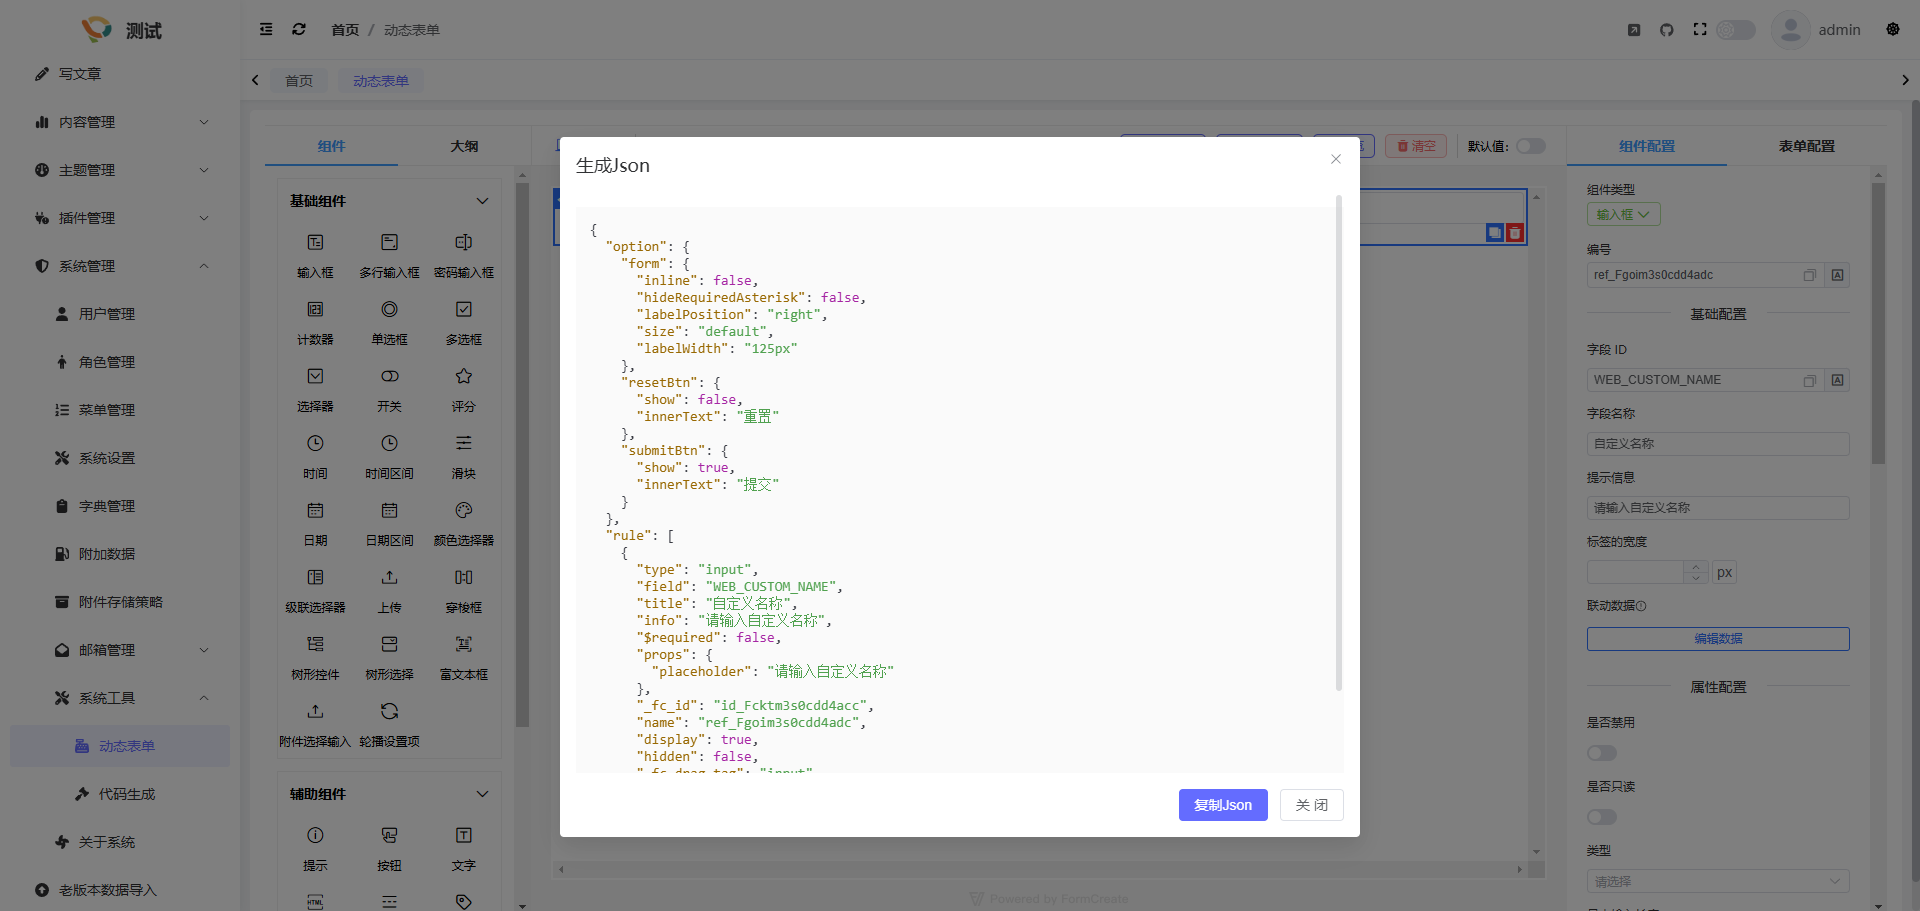 测试
首页 / 动态表单
admin
首页
动态表单
写文章
内容管理
主题管理
插件管理
系统管理
用户管理
角色管理
菜单管理
系统设置
字典管理
附加数据
附件存储策略
邮箱管理
系统工具
动态表单
代码生成
关于系统
老版本数据导入
组件
大纲
基础组件
输入框
多行输入框
密码输入框
计数器
单选框
多选框
选择器
开关
评分
时间
时间区间
滑块
日期
日期区间
颜色选择器
级联选择器
上传
穿梭框
树形控件
树形选择
富文本框
附件选择输入
轮播设置项
辅助组件
提示
按钮
文字
清空
默认值:
生成Json
{
"option": {
"form": {
"inline": false,
"hideRequiredAsterisk": false,
"labelPosition": "right",
"size": "default",
"labelWidth": "125px"
},
"resetBtn": {
"show": false,
"innerText": "重置"
},
"submitBtn": {
"show": true,
"innerText": "提交"
}
},
"rule": [
{
"type": "input",
"field": "WEB_CUSTOM_NAME",
"title": "自定义名称",
"info": "请输入自定义名称",
"$required": false,
"props": {
"placeholder": "请输入自定义名称"
},
"_fc_id": "id_Fcktm3s0cdd4acc",
"name": "ref_Fgoim3s0cdd4adc",
"display": true,
"hidden": false,
"_fc_drag_tag": "input"
复制Json
关 闭
Powered by FormCreate
组件配置
表单配置
组件类型
输入框
编号
ref_Fgoim3s0cdd4adc
基础配置
字段 ID
WEB_CUSTOM_NAME
字段名称
自定义名称
提示信息
请输入自定义名称
标签的宽度
px
联动数据
编辑数据
属性配置
是否禁用
是否只读
类型
请选择